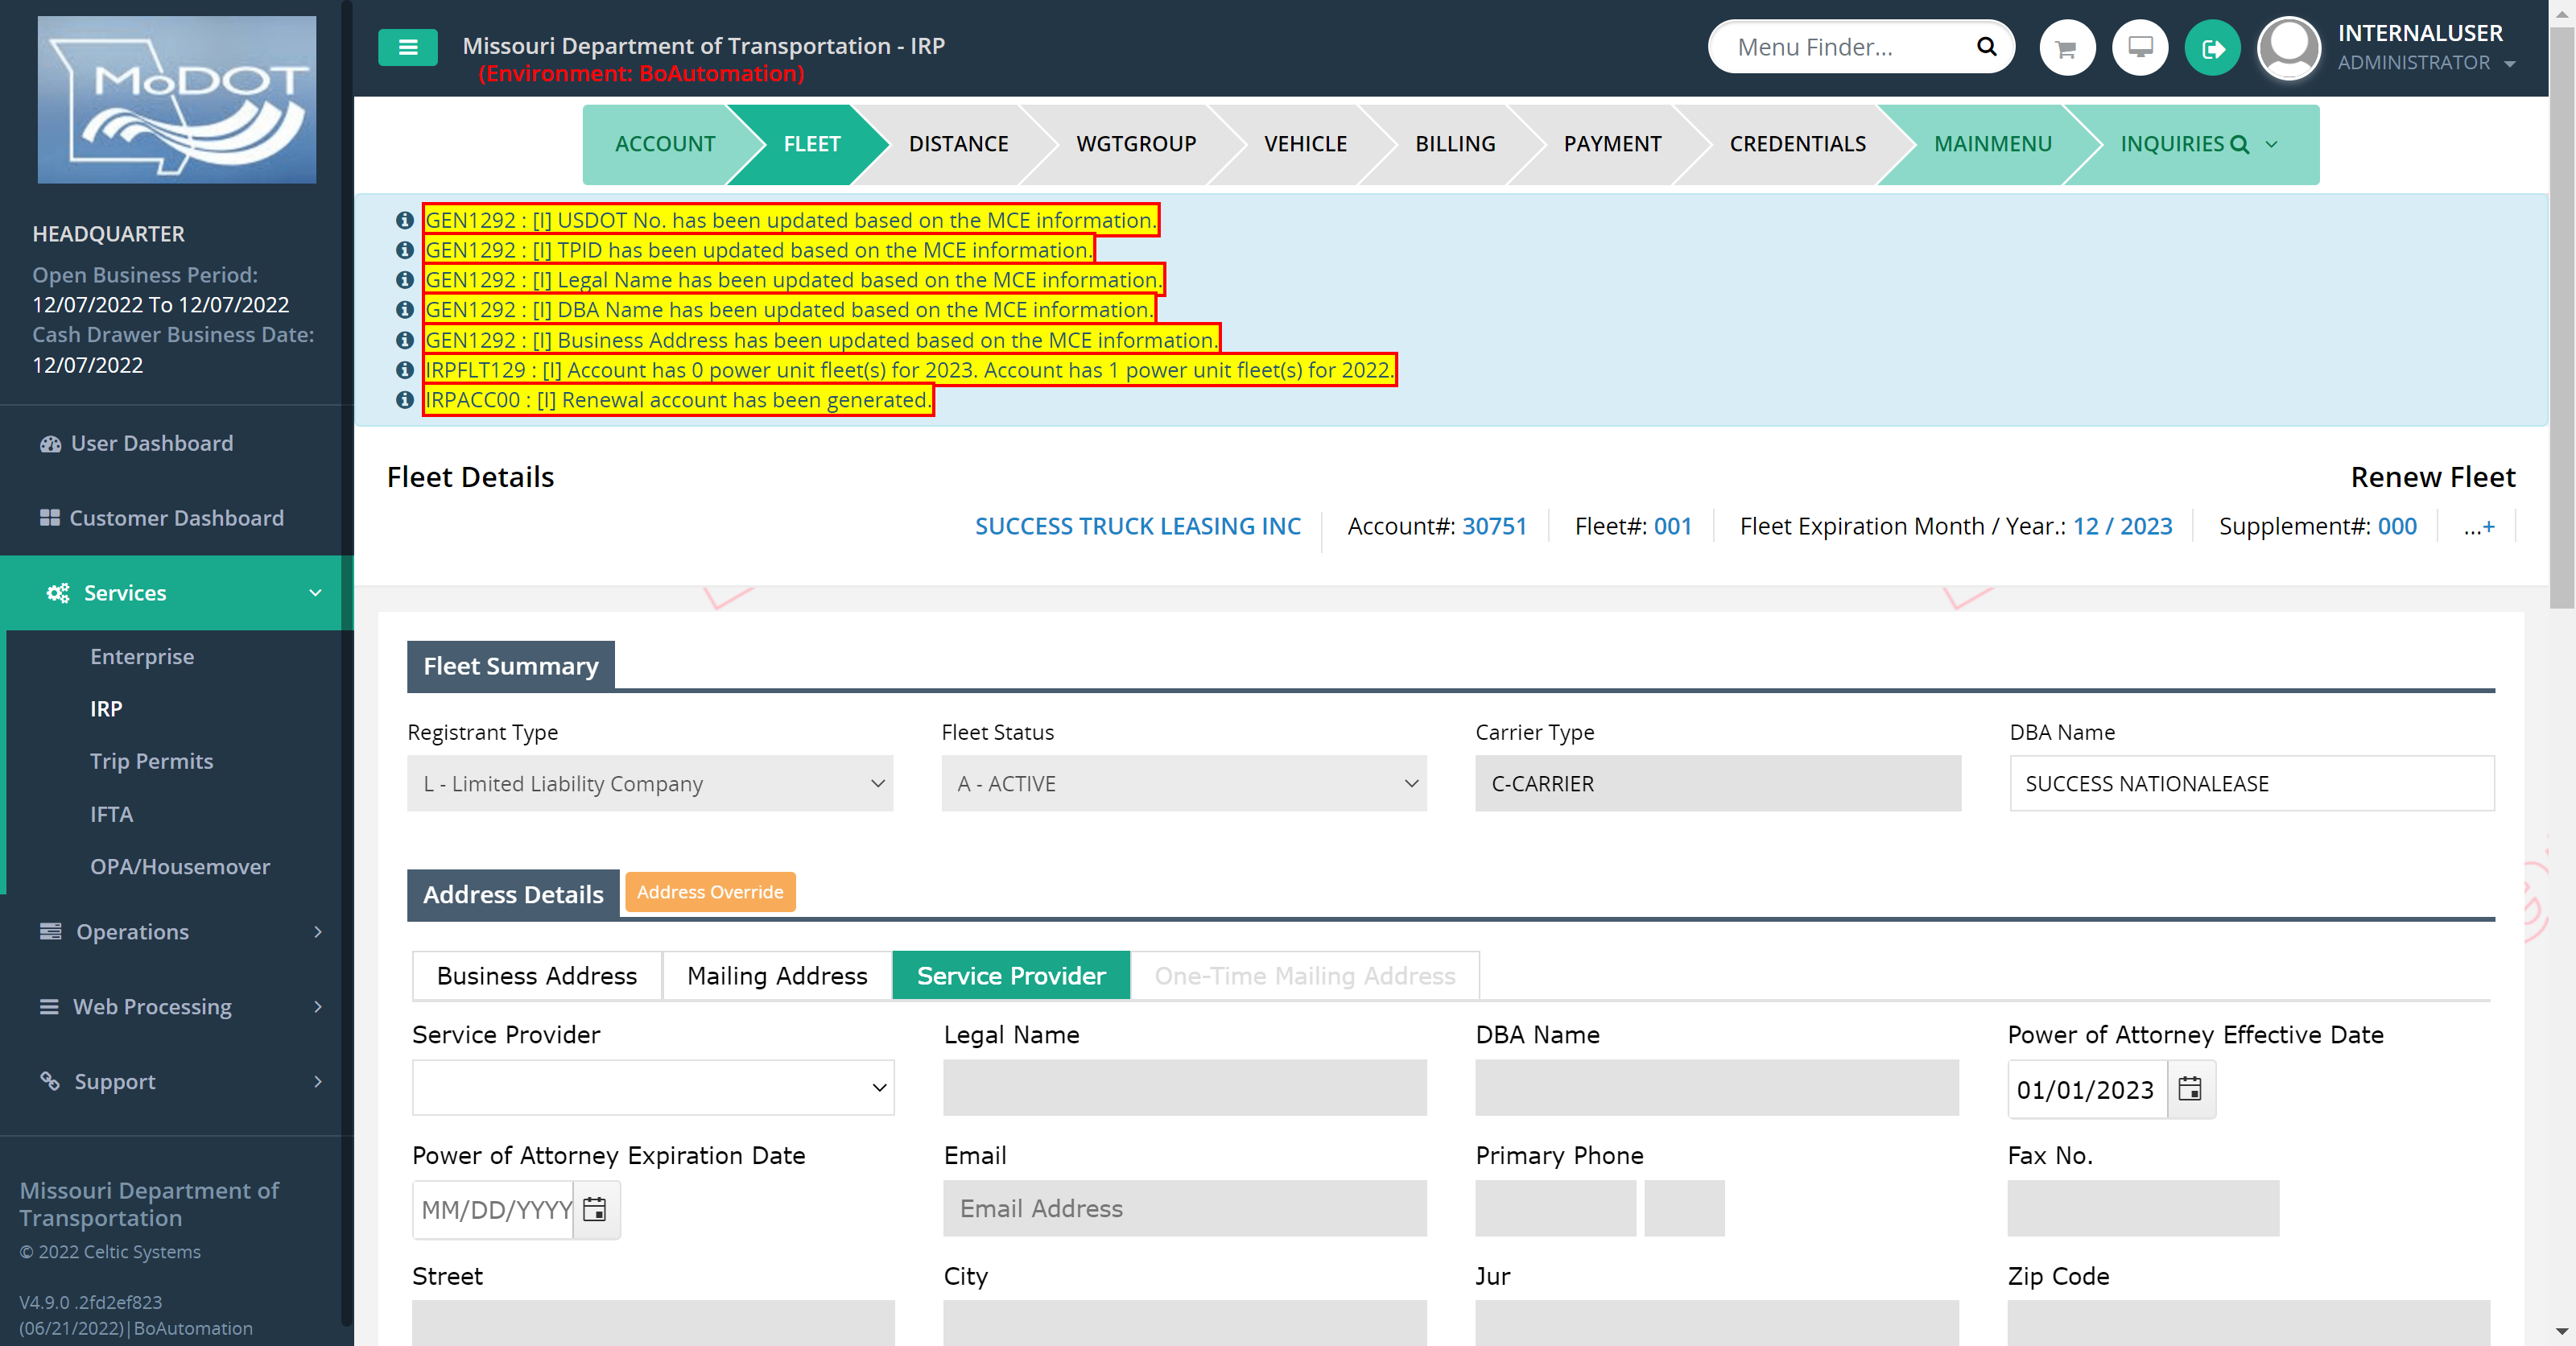 MoDOT
Missouri Department of Transportation - IRP
(Environment: BoAutomation)
Menu Finder...
INTERNALUSER
ADMINISTRATOR
ACCOUNT
FLEET
DISTANCE
WGTGROUP
VEHICLE
BILLING
PAYMENT
CREDENTIALS
MAINMENU
INQUIRIES
HEADQUARTER
Open Business Period:
12/07/2022 To 12/07/2022
Cash Drawer Business Date:
12/07/2022
User Dashboard
Customer Dashboard
Services
Enterprise
IRP
Trip Permits
IFTA
OPA/Housemover
Operations
Web Processing
Support
Missouri Department of
Transportation
© 2022 Celtic Systems
V4.9.0 .2fd2ef823
(06/21/2022)|BoAutomation
GEN1292 : [I] USDOT No. has been updated based on the MCE information.
GEN1292 : [I] TPID has been updated based on the MCE information.
GEN1292 : [I] Legal Name has been updated based on the MCE information.
GEN1292 : [I] DBA Name has been updated based on the MCE information.
GEN1292 : [I] Business Address has been updated based on the MCE information.
IRPFLT129 : [I] Account has 0 power unit fleet(s) for 2023. Account has 1 power unit fleet(s) for 2022.
IRPACC00 : [I] Renewal account has been generated.
Fleet Details
Renew Fleet
SUCCESS TRUCK LEASING INC
Account#: 30751
Fleet#: 001
Fleet Expiration Month / Year.: 12 / 2023
Supplement#: 000
...+
Fleet Summary
Registrant Type
Fleet Status
Carrier Type
DBA Name
L - Limited Liability Company
A - ACTIVE
C-CARRIER
SUCCESS NATIONALEASE
Address Details
Address Override
Business Address
Mailing Address
Service Provider
One-Time Mailing Address
Service Provider
Legal Name
DBA Name
Power of Attorney Effective Date
01/01/2023
Power of Attorney Expiration Date
Email
Primary Phone
Fax No.
MM/DD/YYYY
Email Address
Street
City
Jur
Zip Code